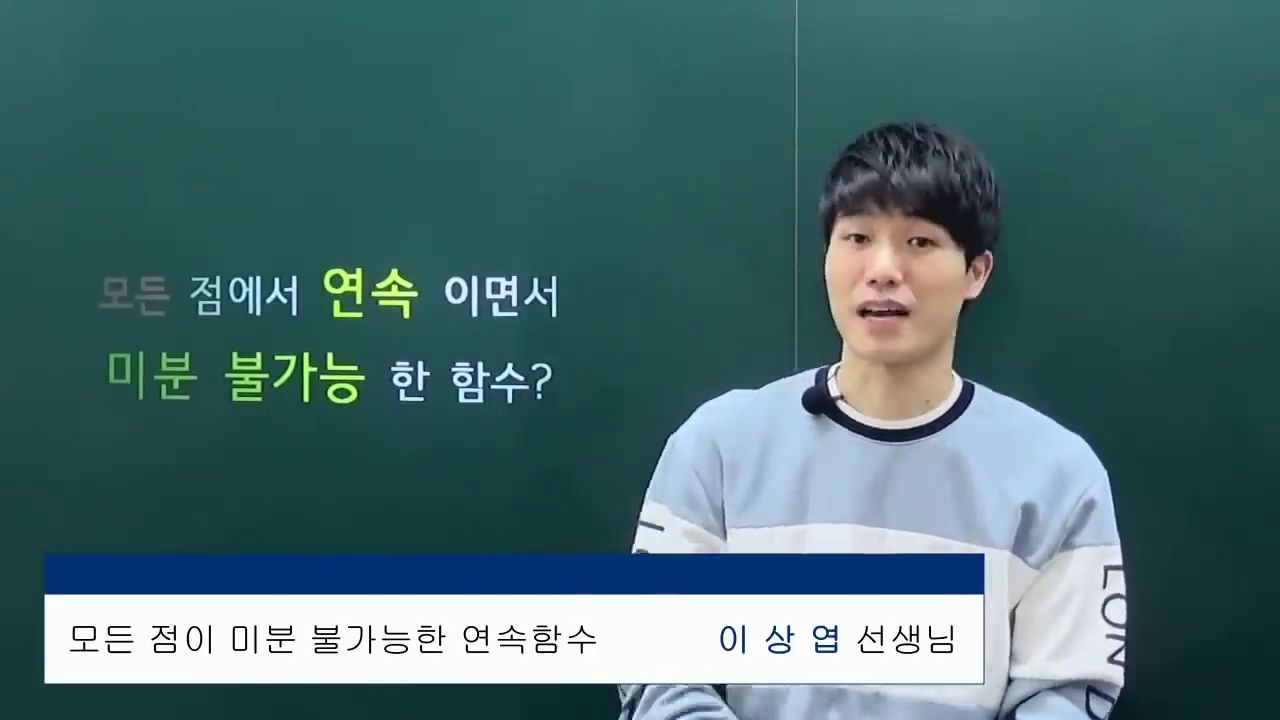 모든 점에서 연속 이면서
미분 불가능 한 함수?
모든 점이 미분 불가능한 연속함수
이 상 엽 선생님
LOND